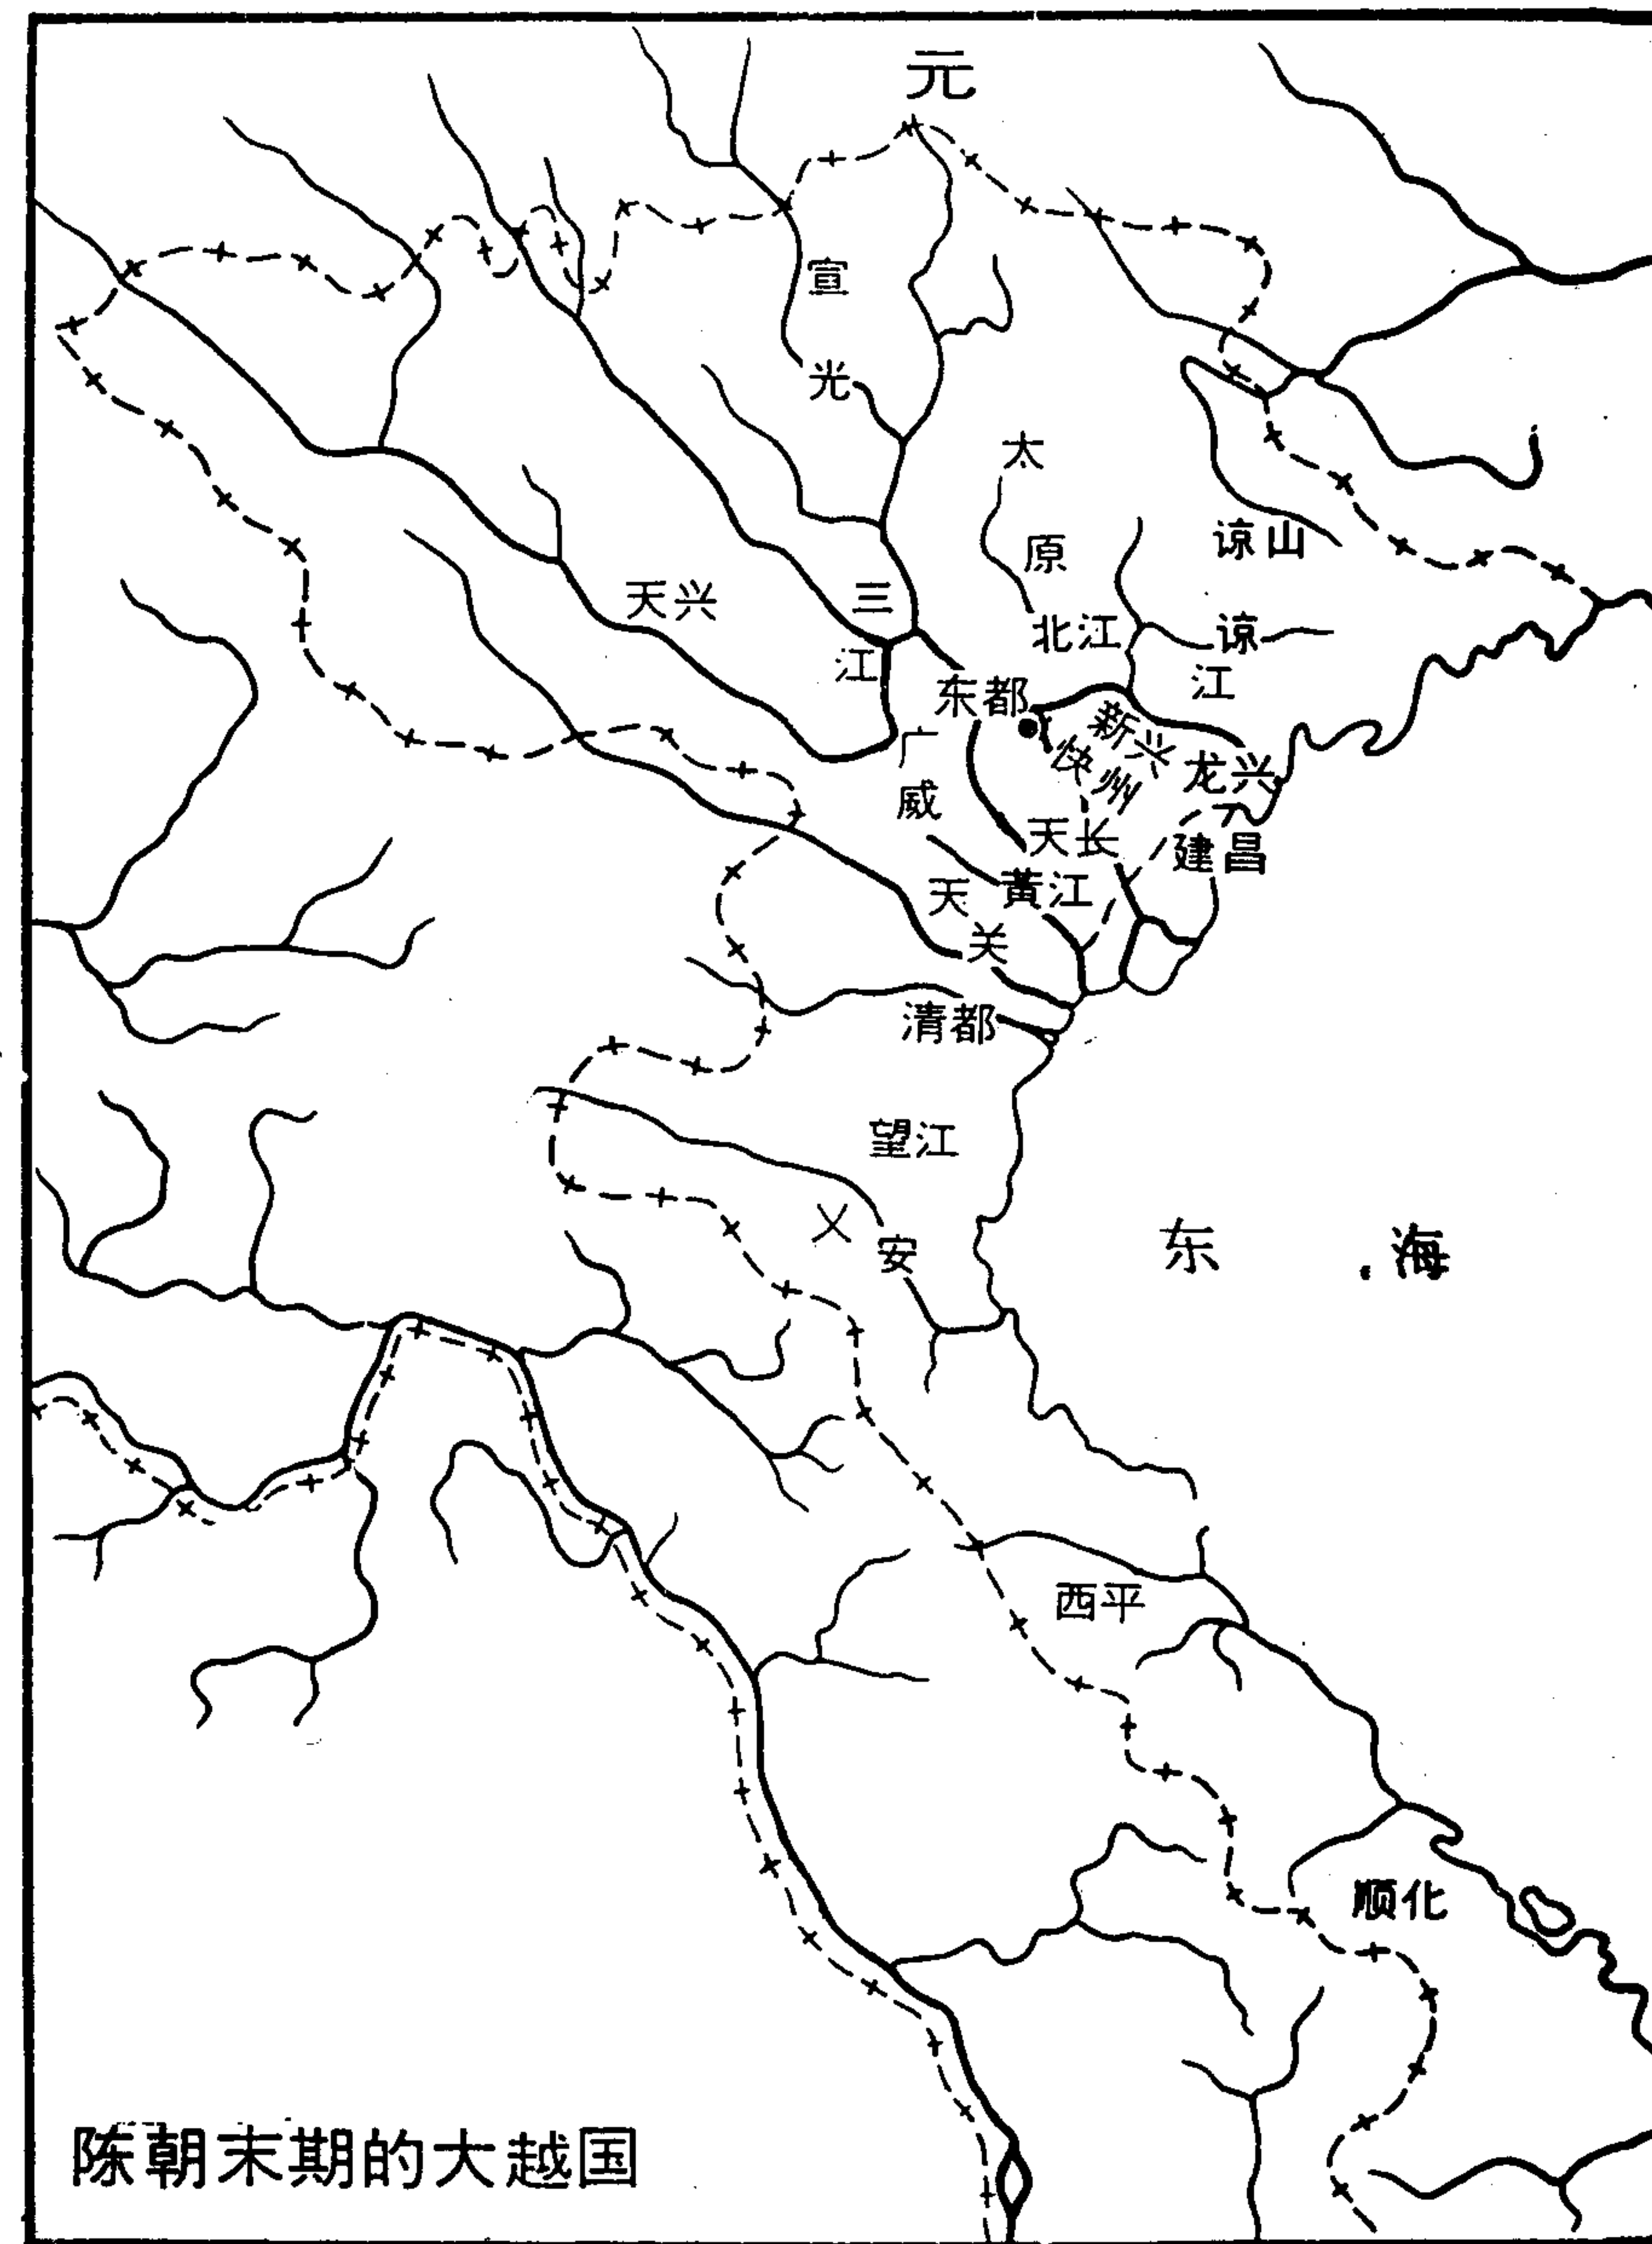 元
宣光
太原
谅山
天兴
三江
北江
谅江
东都
新兴
快州
龙兴
广威
天长
建昌
黃江
天关
清都
望江
乂安
东海
西平
顺化
陈朝末期的大越国